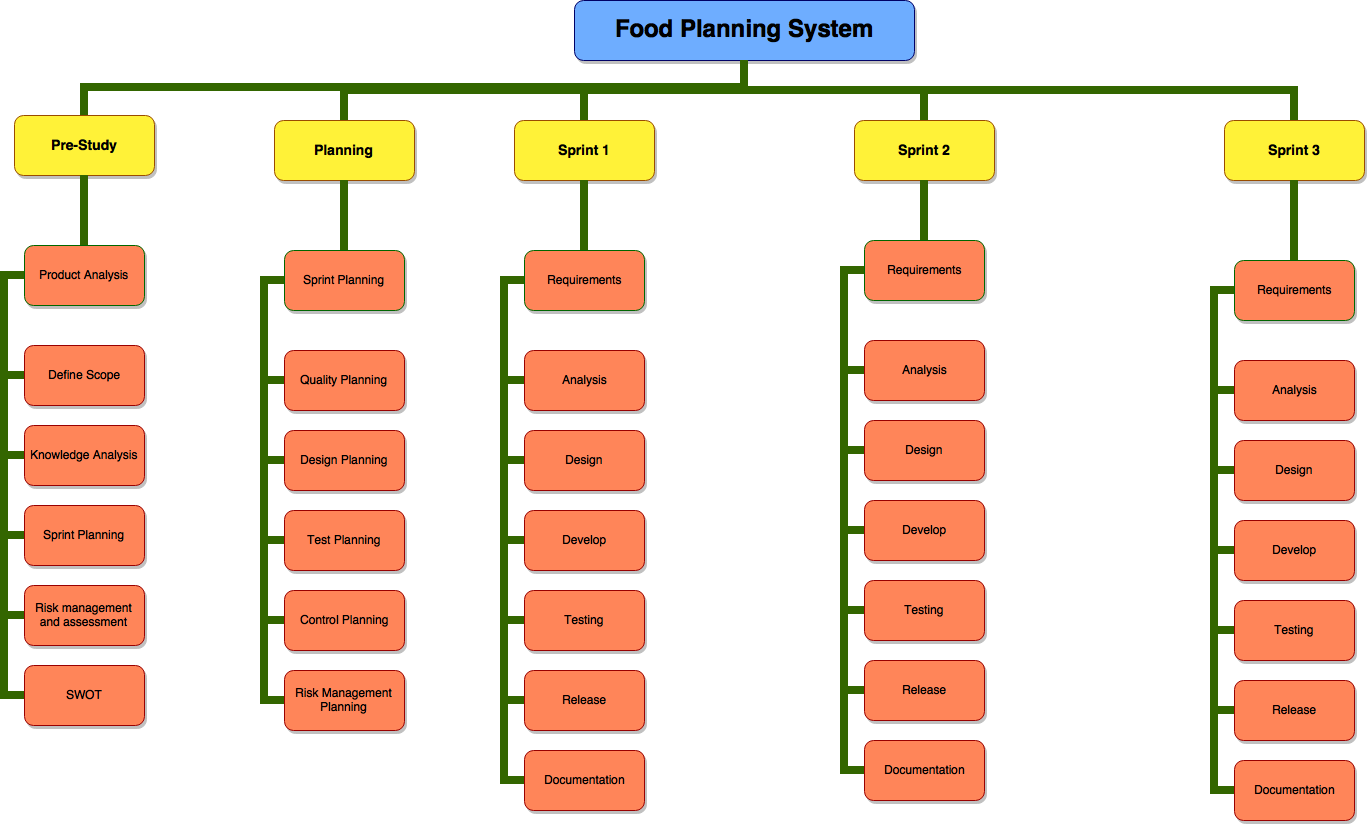 Food Planning System
Pre-Study
Planning
Sprint 1
Sprint 2
Sprint 3
Product Analysis
Define Scope
Knowledge Analysis
Sprint Planning
Risk management
and assessment
SWOT
Sprint Planning
Quality Planning
Design Planning
Test Planning
Control Planning
Risk Management
Planning
Requirements
Analysis
Design
Develop
Testing
Release
Documentation
Requirements
Analysis
Design
Develop
Testing
Release
Documentation
Requirements
Analysis
Design
Develop
Testing
Release
Documentation